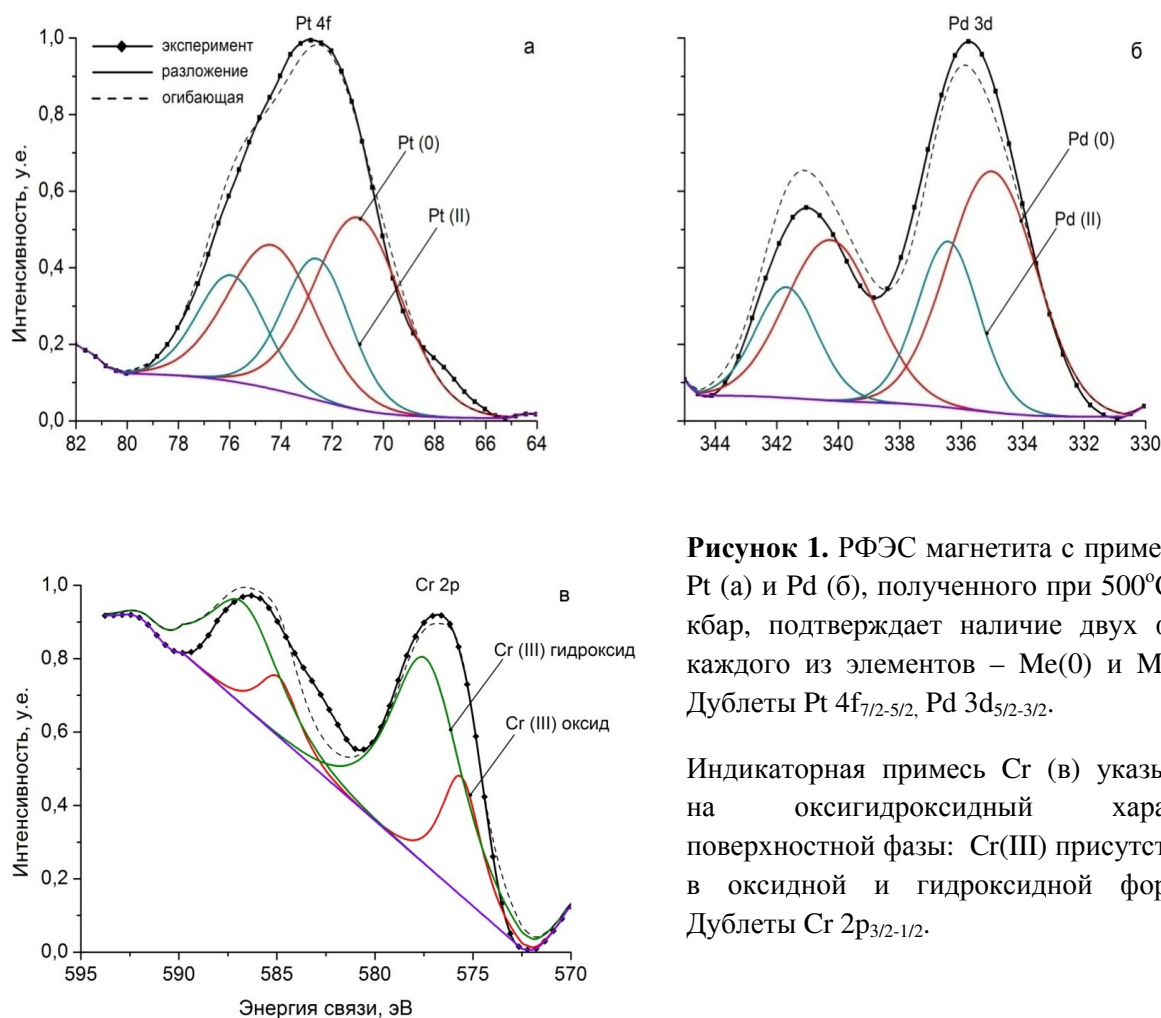 Pt 4f
а
эксперимент
разложение
огибающая
Pt (0)
Pt (II)
Интенсивность, у.е.
1,0
0,8
0,6
0,4
0,2
0,0
82 80 78 76 74 72 70 68 66 64
Pd 3d
б
Pd (0)
Pd (II)
344 342 340 338 336 334 332 330
Cr 2p
в
Cr (III) гидроксид
Cr (III) оксид
Интенсивность, у.е.
1,0
0,8
0,6
0,4
0,2
0,0
595 590 585 580 575 570
Энергия связи, эВ
Рисунок 1. РФЭС магнетита с приме
Pt (а) и Pd (б), полученного при 500°C
кбар, подтверждает наличие двух
каждого из элементов – Me(0) и M
Дублеты Pt 4f7/2-5/2, Pd 3d5/2-3/2.
Индикаторная примесь Cr (в) указы
на оксигидроксидный хара
поверхностной фазы: Cr(III) присутст
в оксидной и гидроксидной фор
Дублеты Cr 2p3/2-1/2.